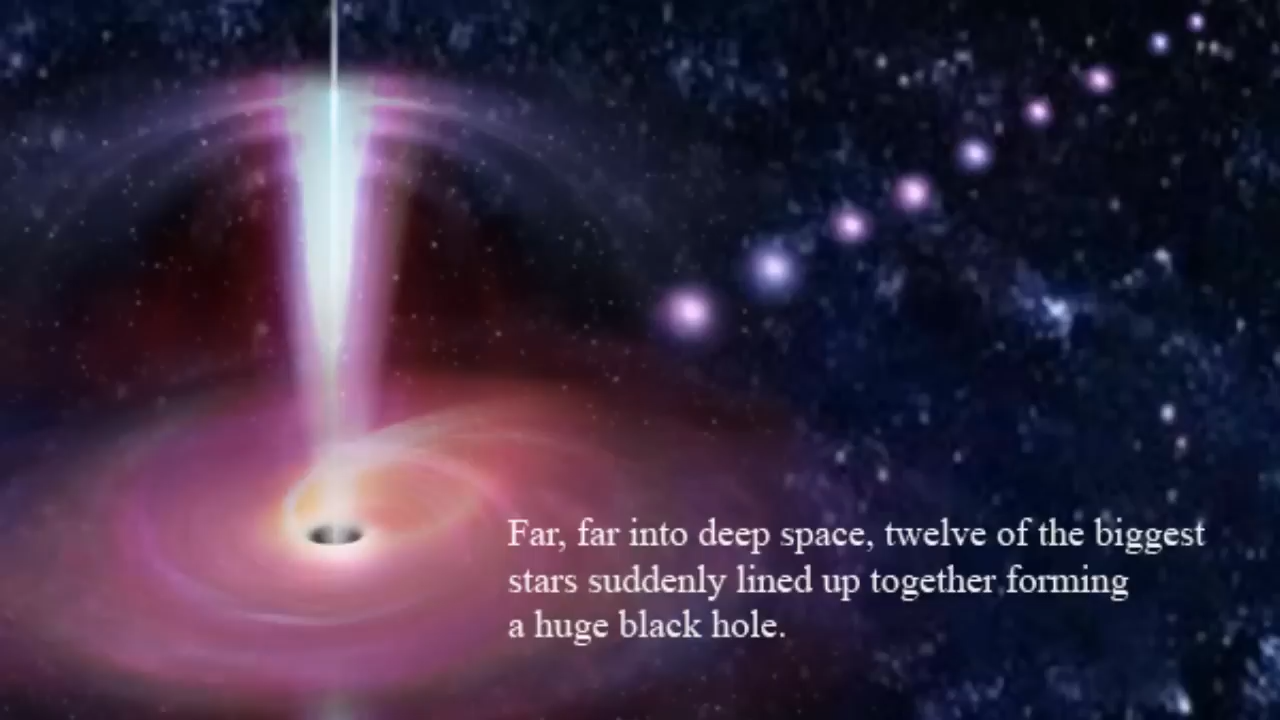 Far, far into deep space, twelve of the biggest
stars suddenly lined up together forming
a huge black hole.